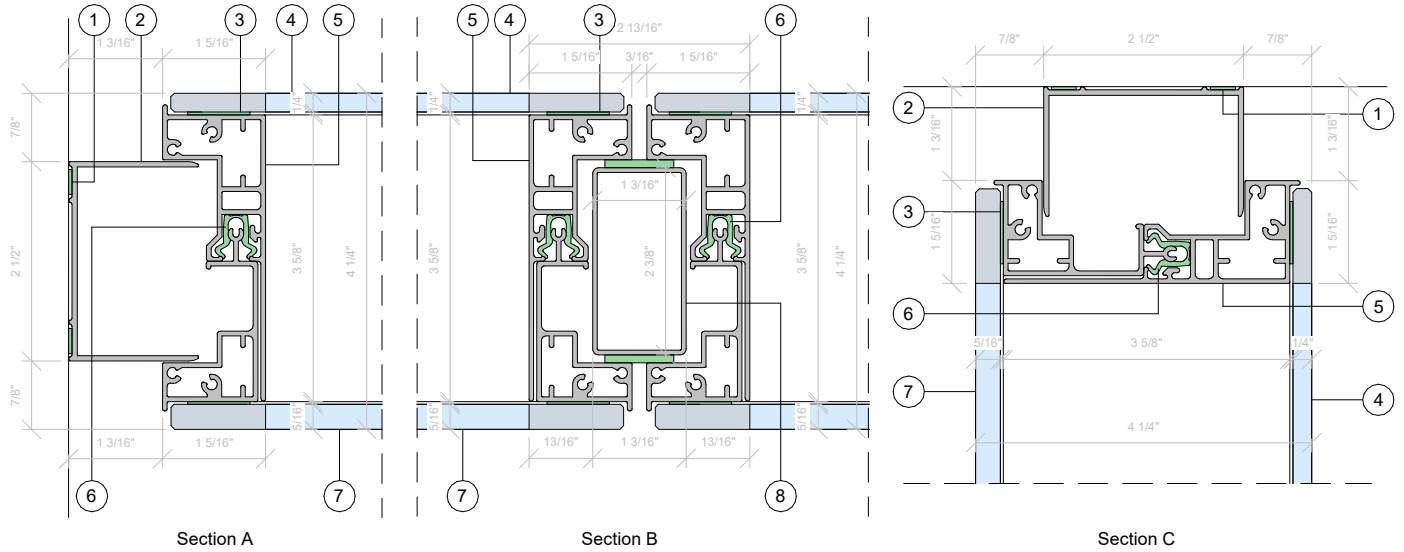 1 2 3 4 5
1 3/16" 1 5/16"
1/4"
7/8"
2 1/2"
3 5/8"
4 1/4"
7/8"
5/16"
1 3/16" 1 5/16"
6 7
Section A
5 4 3 6
2 13/16"
1 5/16" 3/16" 1 5/16"
1/4" 1/4"
1 3/16"
2 3/8"
3 5/8" 3 5/8" 4 1/4"
5/16" 5/16"
13/16" 1 3/16" 13/16"
7 8
Section B
7/8" 2 1/2" 7/8"
2 1
1 3/16" 1 3/16"
3
1 5/16" 1 5/16"
6 5
5/16" 3 5/8" 1/4"
7 4
4 1/4"
Section C